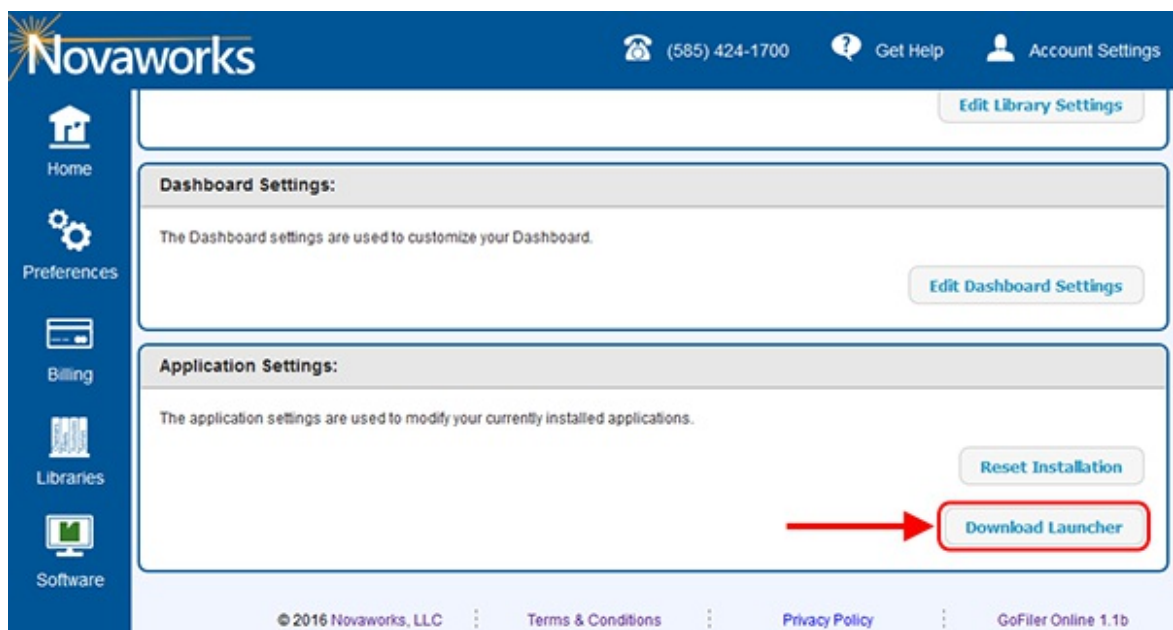 Novaworks
(585) 424-1700 Get Help Account Settings
Edit Library Settings
Home
Dashboard Settings:
The Dashboard settings are used to customize your Dashboard.
Preferences
Edit Dashboard Settings
Application Settings:
Billing
The application settings are used to modify your currently installed applications.
Reset Installation
Libraries
Download Launcher
Software
© 2016 Novaworks, LLC Terms & Conditions Privacy Policy GoFiler Online 1.1b